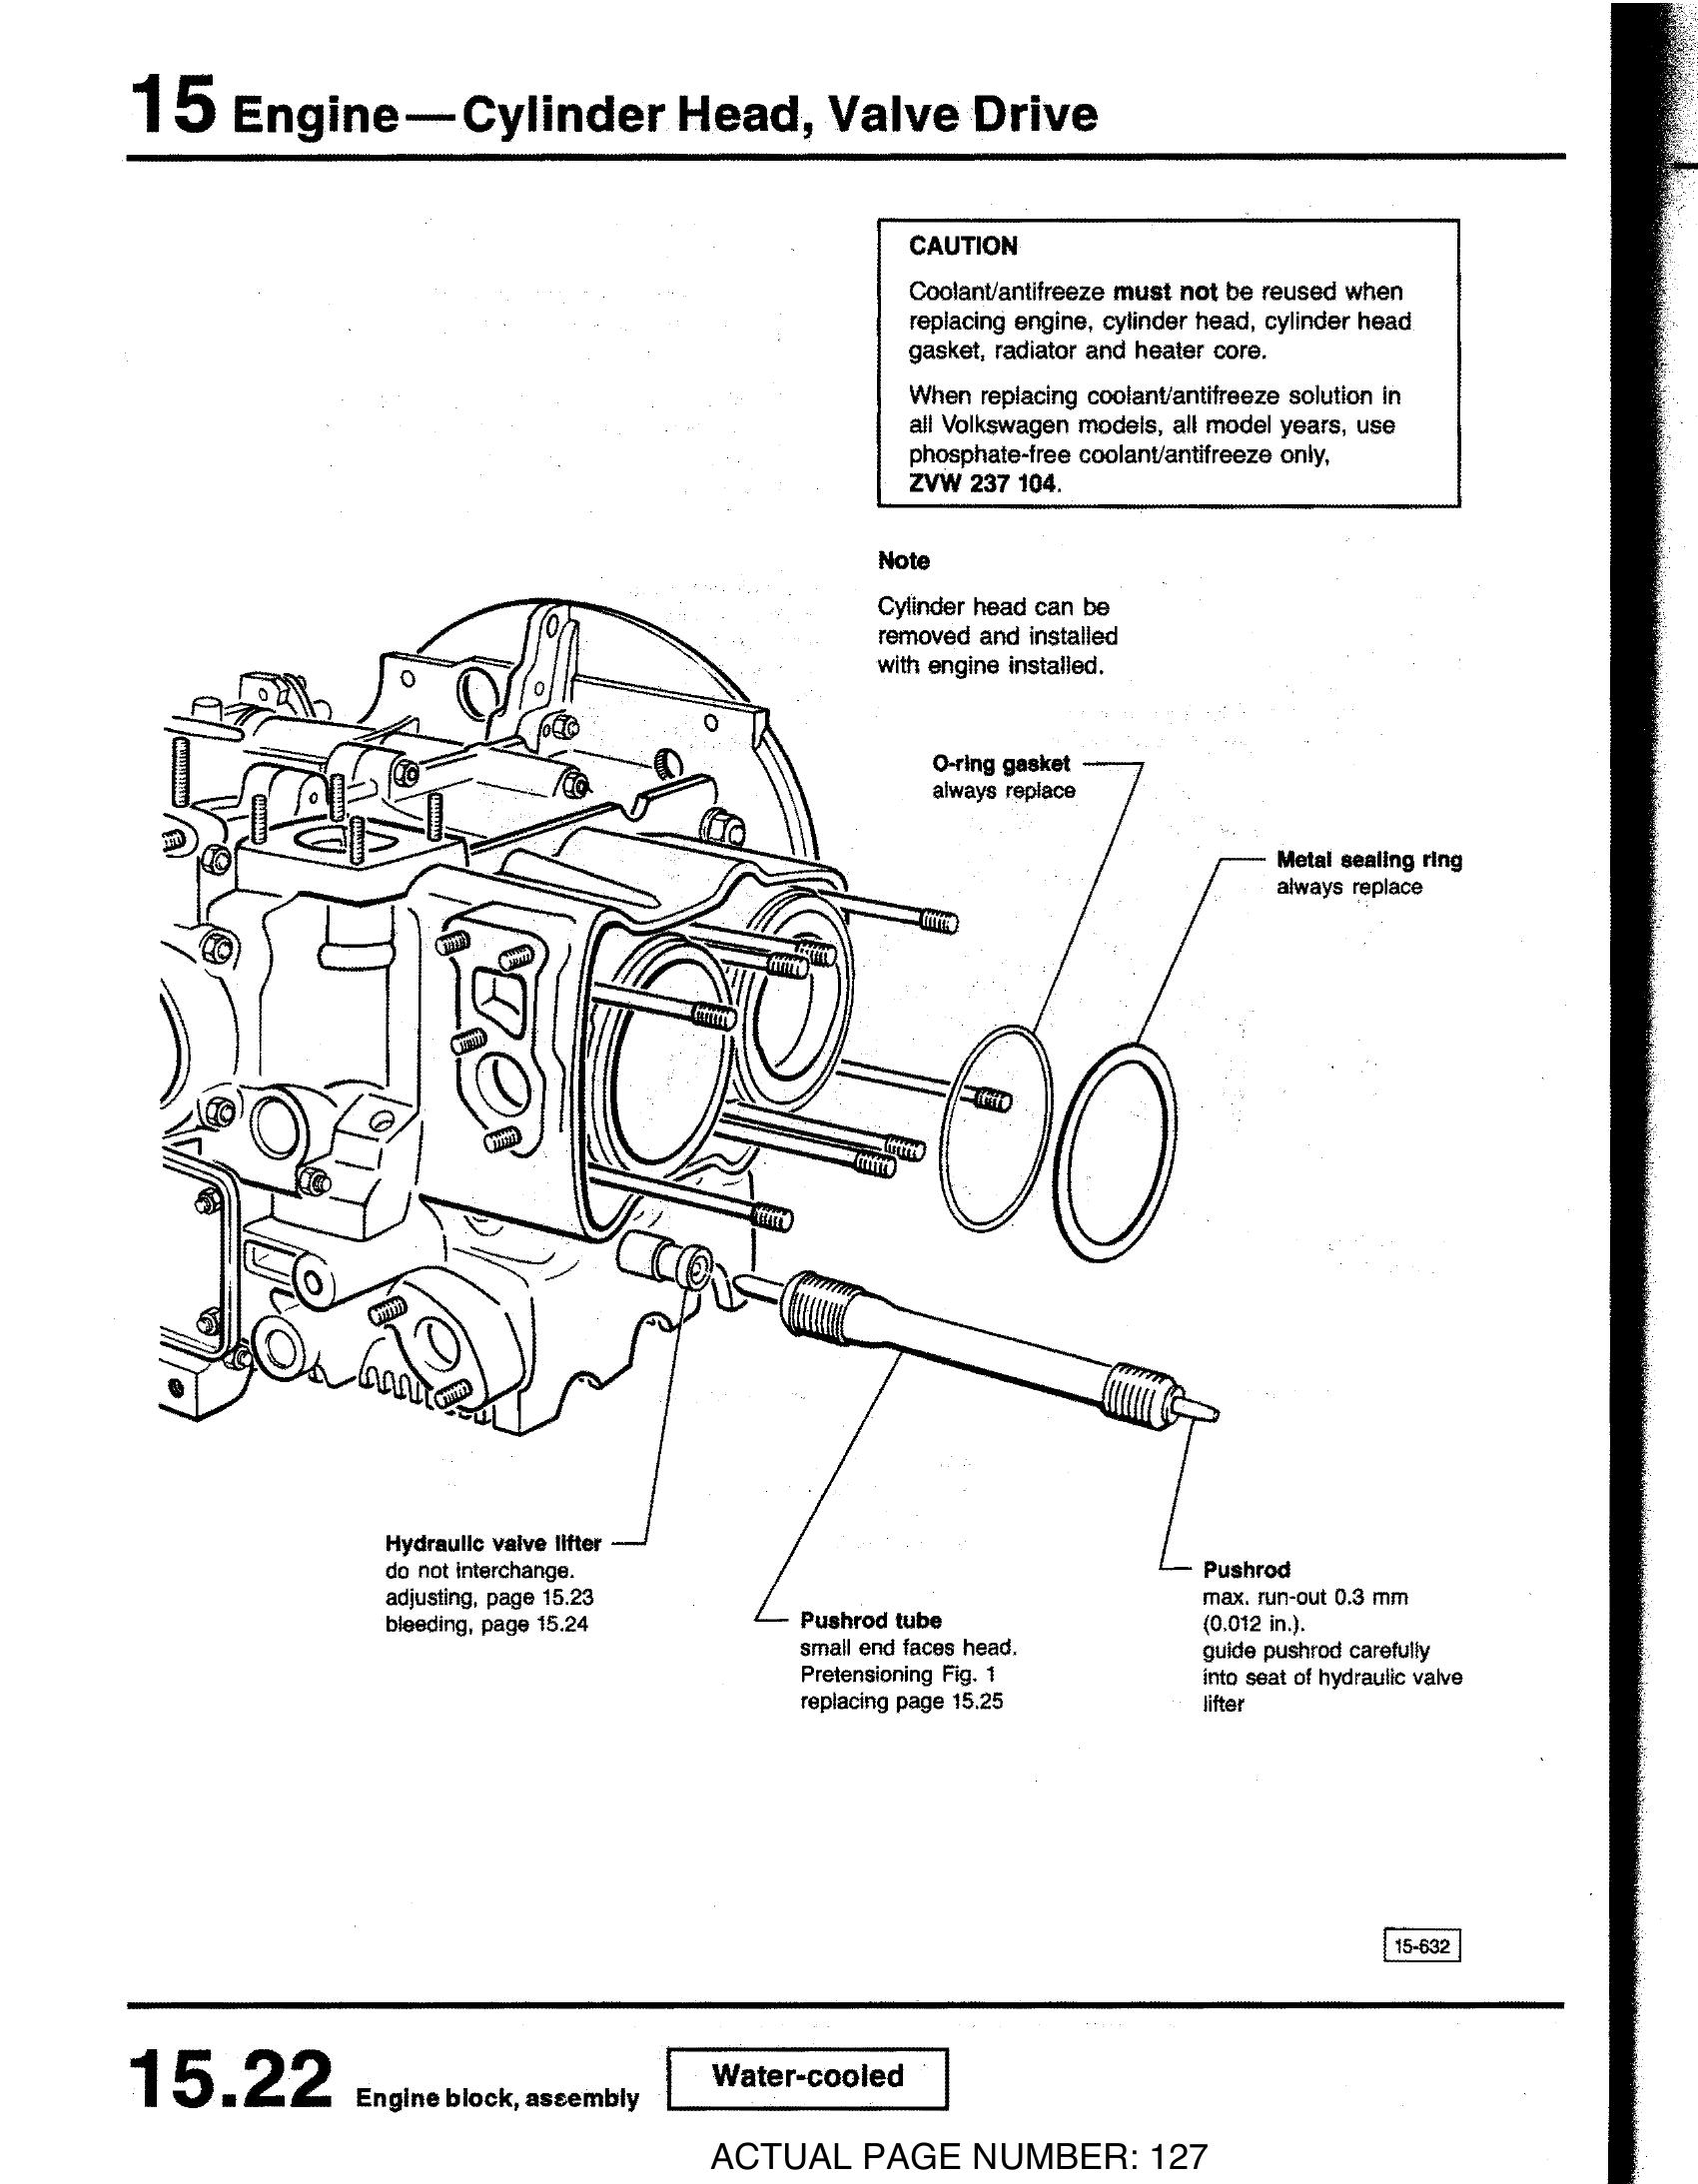 15 Engine—Cylinder Head, Valve Drive
CAUTION
Coolant/antifreeze must not be reused when
replacing engine, cylinder head, cylinder head
gasket, radiator and heater core.
When replacing coolant/antifreeze solution in
all Volkswagen models, all model years, use
phosphate-free coolant/antifreeze only,
ZVW 237 104.
Note
Cylinder head can be
removed and installed
with engine installed.
O-ring gasket
always replace
Metal sealing ring
always replace
Hydraulic valve lifter
do not interchange.
adjusting, page 15.23
bleeding, page 15.24
Pushrod tube
small end faces head.
Pretensioning Fig. 1
replacing page 15.25
Pushrod
max. run-out 0.3 mm
(0.012 in.).
guide pushrod carefully
into seat of hydraulic valve
lifter
15-632
15.22 Engine block, assembly
Water-cooled
ACTUAL PAGE NUMBER: 127